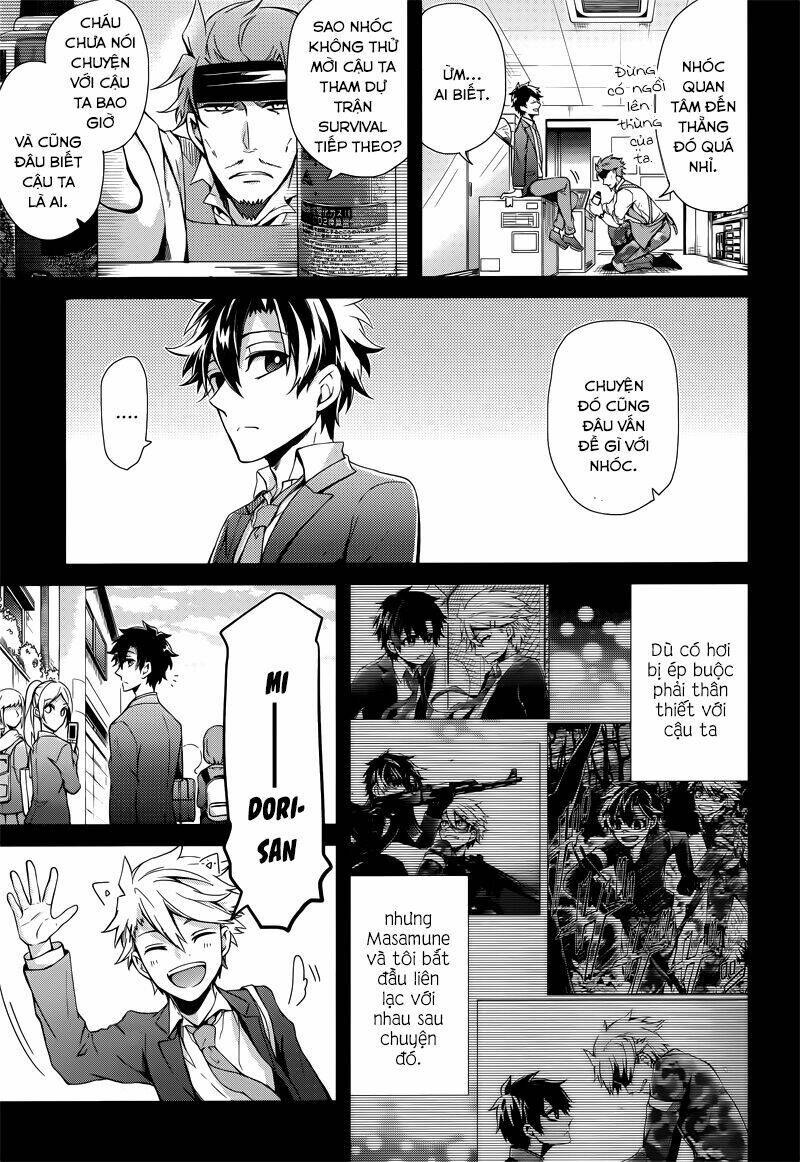 NHÓC
QUAN
TÂM ĐẾN
THẰNG
ĐÓ QUÁ
NHỈ.
Đừng
có ngồi
lên
thùng
của
ta.
ỪM...
AI BIẾT.
SAO NHÓC
KHÔNG THỬ
MỜI CẬU TA
THAM DỰ
TRẬN
SURVIVAL
TIẾP THEO?
CHÁU
CHƯA NÓI
CHUYỆN
VỚI CẬU
TA BAO
GIỜ
VÀ CŨNG
ĐÂU BIẾT
CẬU TA
LÀ AI.
CHUYỆN
ĐÓ CŨNG
ĐÂU VẤN
ĐỀ GÌ VỚI
NHÓC.
....
Dù có hơi
bị ép buộc
phải thân
thiết với
cậu ta
nhưng
Masamune
và tôi bắt
đầu liên
lạc với
nhau sau
chuyện
đó.
MI
—
DORI-
SAN